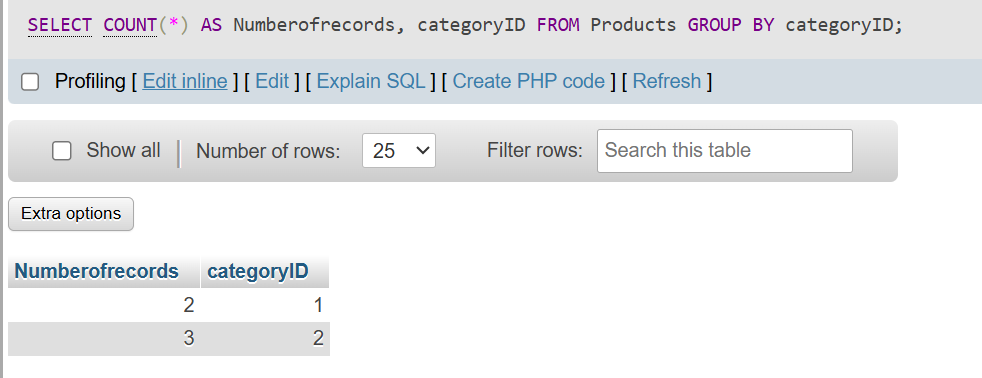 SELECT COUNT(*) AS Numberofrecords, categoryID FROM Products GROUP BY categoryID;
Profiling [ Edit inline ] [ Edit ] [ Explain SQL ] [ Create PHP code ] [ Refresh ]
Show all Number of rows: 25 Filter rows: Search this table
Extra options
Numberofrecords categoryID
2 1
3 2